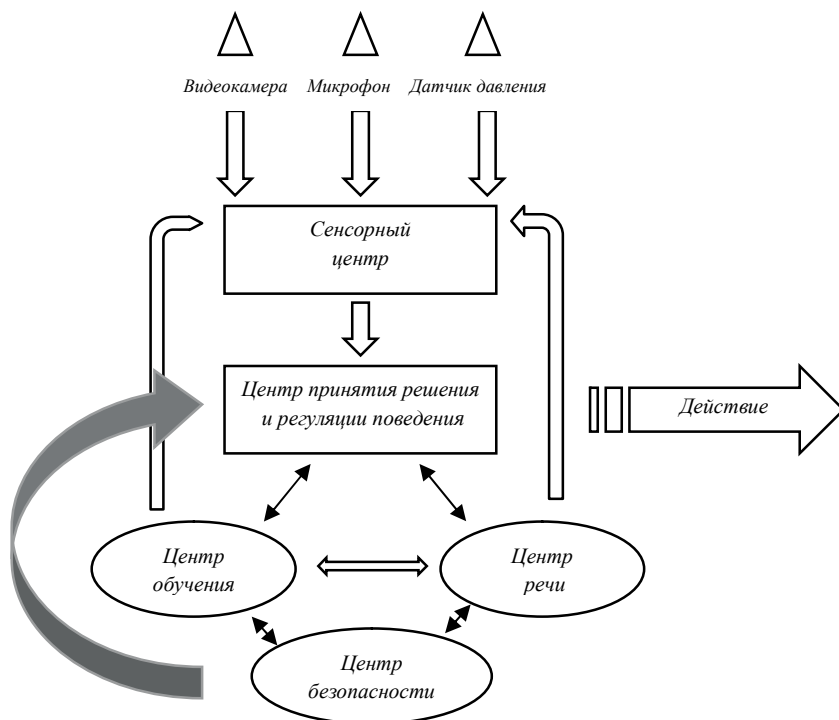 Видеокамера Микрофон Датчик давления
Сенсорный
центр
Центр принятия решения
и регуляции поведения
Действие
Центр
обучения
Центр
речи
Центр
безопасности